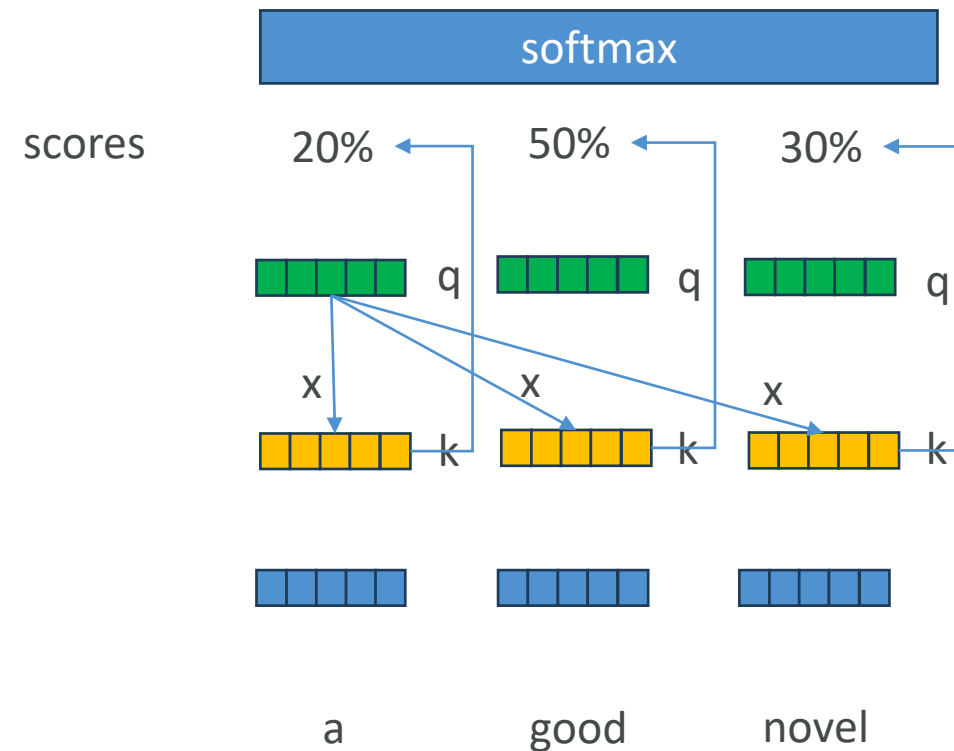 softmax
scores 20% 50% 30%
q q q
x x x
k k k
a good novel